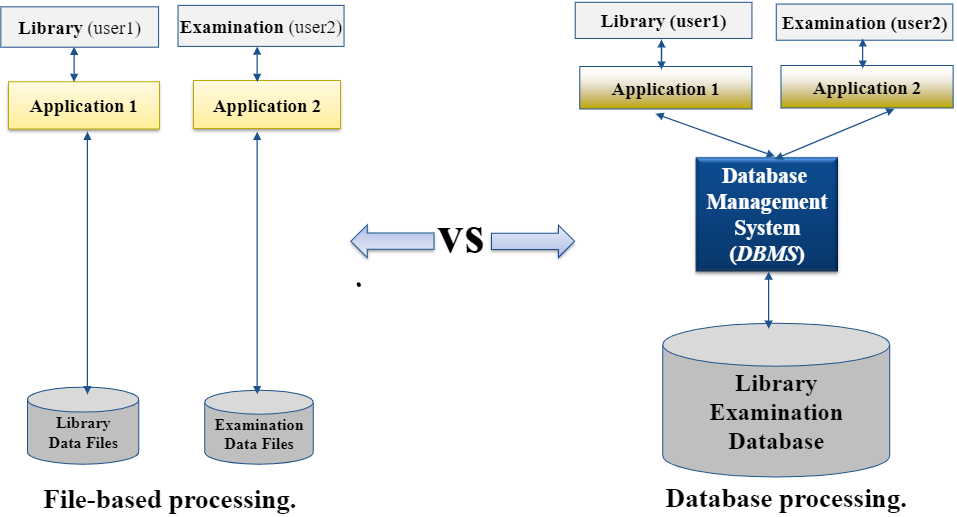 Library (user1)
Examination (user2)
Application 1
Application 2
Library
Data Files
Examination
Data Files
File-based processing.
vs
.
Library (user1)
Examination (user2)
Application 1
Application 2
Database
Management
System
(DBMS)
Library
Examination
Database
Database processing.